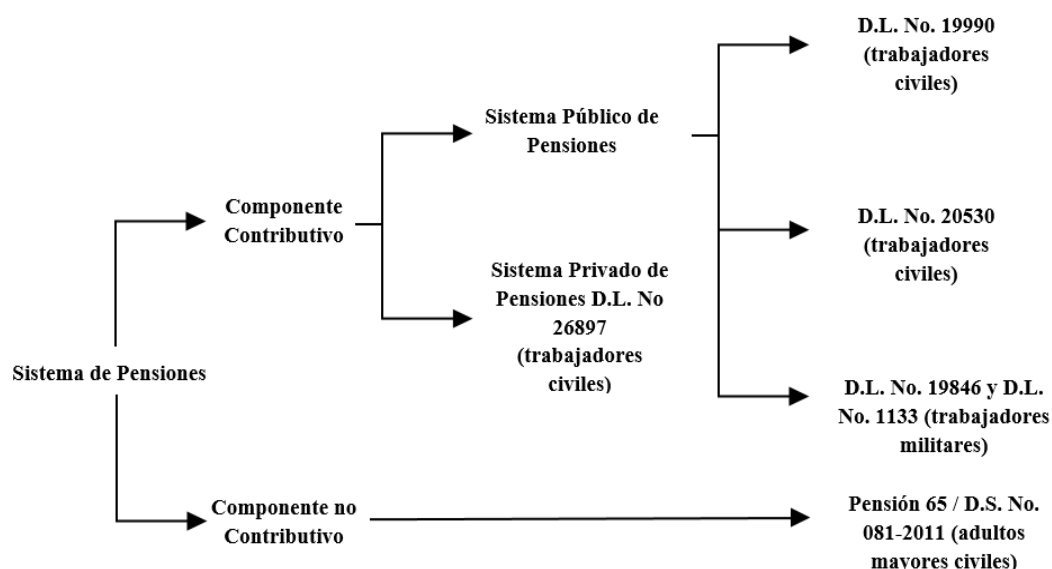 D.L. No. 19990
(trabajadores
civiles)
Sistema Público de
Pensiones
Componente
Contributivo
D.L. No. 20530
(trabajadores
civiles)
Sistema Privado de
Pensiones D.L. No
26897
(trabajadores
civiles)
Sistema de Pensiones
D.L. No. 19846 y D.L.
No. 1133 (trabajadores
militares)
Componente no
Contributivo
Pensión 65 / D.S. No.
081-2011 (adultos
mayores civiles)